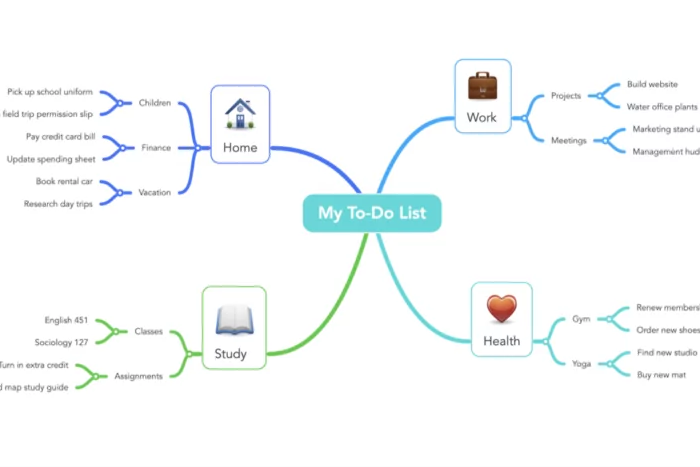 My To-Do List
Home
Children
Pick up school uniform
field trip permission slip
Finance
Pay credit card bill
Update spending sheet
Vacation
Book rental car
Research day trips
Work
Projects
Build website
Water office plants
Meetings
Marketing stand
Management
Study
Classes
English 451
Sociology 127
Assignments
Turn in extra credit
map study guide
Health
Gym
Renew
Order new shoes
Yoga
Find new studio
Buy new mat